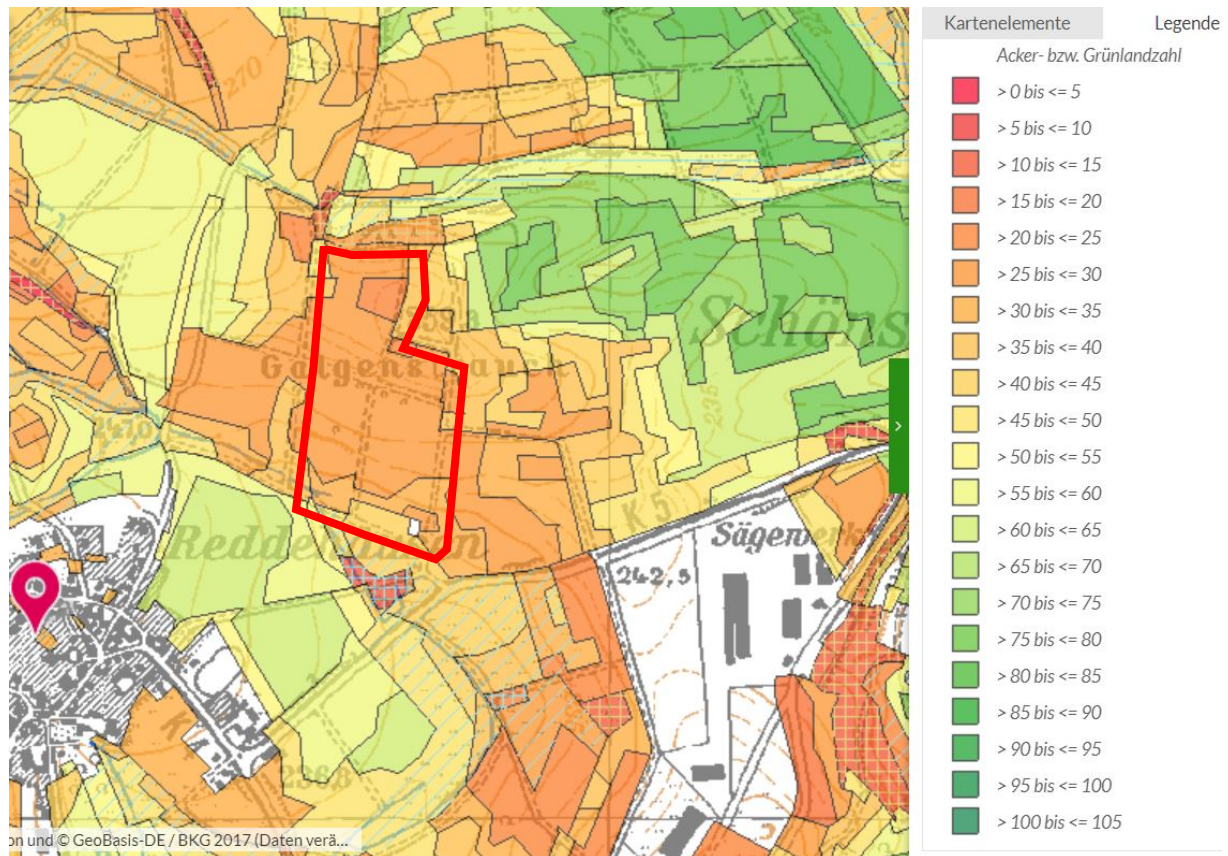 Kartenelemente
Legende
Acker- bzw. Grünlandzahl
> 0 bis <= 5
> 5 bis <= 10
> 10 bis <= 15
> 15 bis <= 20
> 20 bis <= 25
> 25 bis <= 30
> 30 bis <= 35
> 35 bis <= 40
> 40 bis <= 45
> 45 bis <= 50
> 50 bis <= 55
> 55 bis <= 60
> 60 bis <= 65
> 65 bis <= 70
> 70 bis <= 75
> 75 bis <= 80
> 80 bis <= 85
> 85 bis <= 90
> 90 bis <= 95
> 95 bis <= 100
> 100 bis <= 105
270
Schöns
K 5
Sägewerk
242,5
236,8
on und © GeoBasis-DE / BKG 2017 (Daten verä...